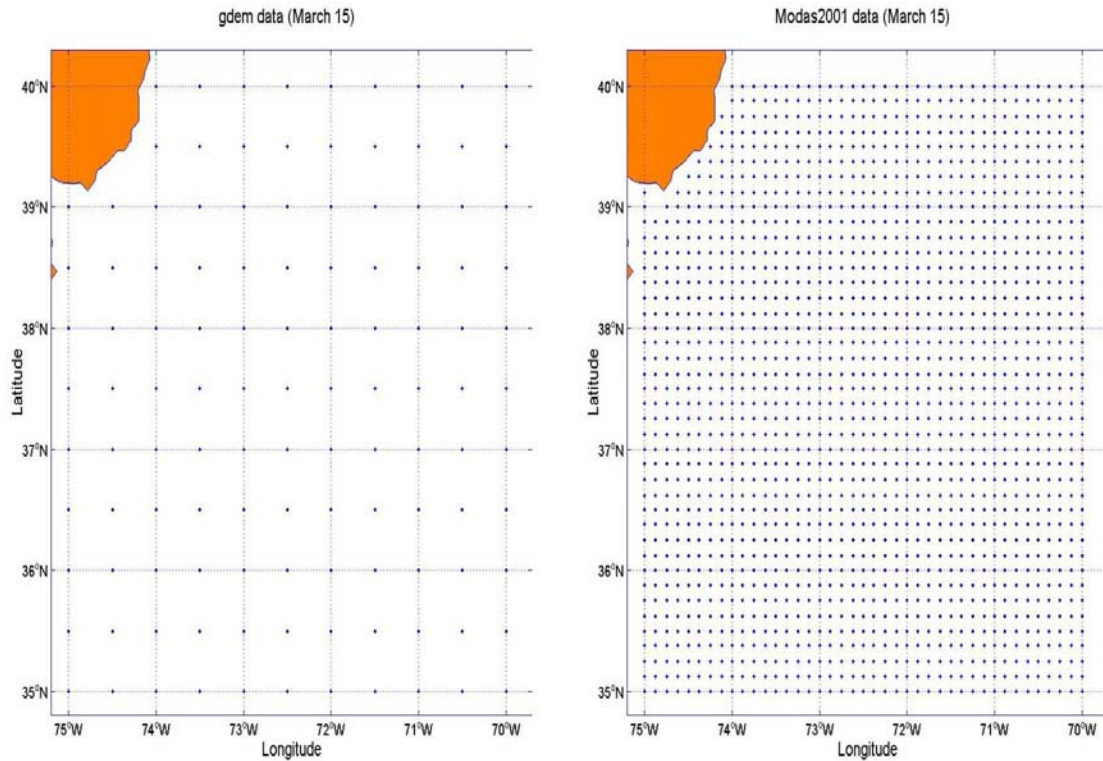 gdem data (March 15)
40°N
39°N
38°N
37°N
36°N
35°N
Latitude
75°W 74°W 73°W 72°W 71°W 70°W
Longitude
Modas2001 data (March 15)
40°N
39°N
38°N
37°N
36°N
35°N
Latitude
75°W 74°W 73°W 72°W 71°W 70°W
Longitude